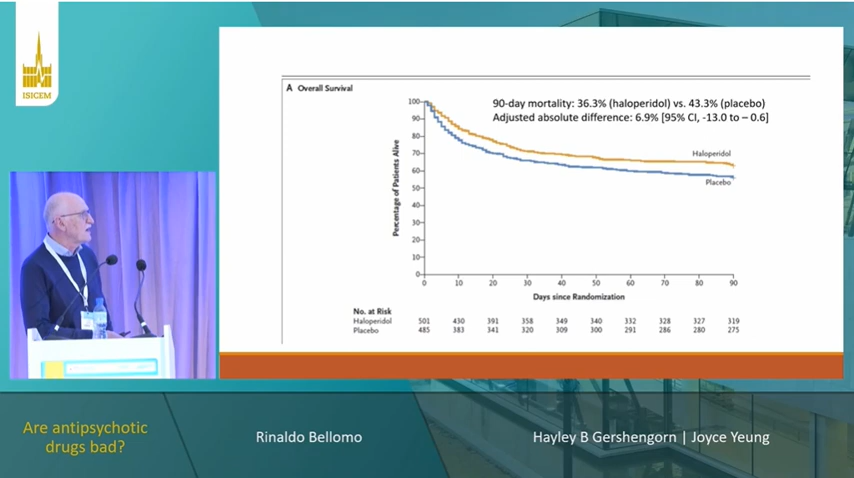 ISICEM
A Overall Survival
90-day mortality: 36.3% (haloperidol) vs. 43.3% (placebo)
Adjusted absolute difference: 6.9% [95% CI, -13.0 to – 0.6]
Percentage of Patients Alive
100
90
80
70
60
50
40
30
20
10
0
Haloperidol
Placebo
0 10 20 30 40 50 60 70 80 90
Days since Randomization
No. at Risk
Haloperidol 501 430 391 358 349 340 332 328 327 319
Placebo 485 383 341 320 309 300 291 286 280 275
Are antipsychotic
drugs bad?
Rinaldo Bellomo
Hayley B Gershengorn | Joyce Yeung